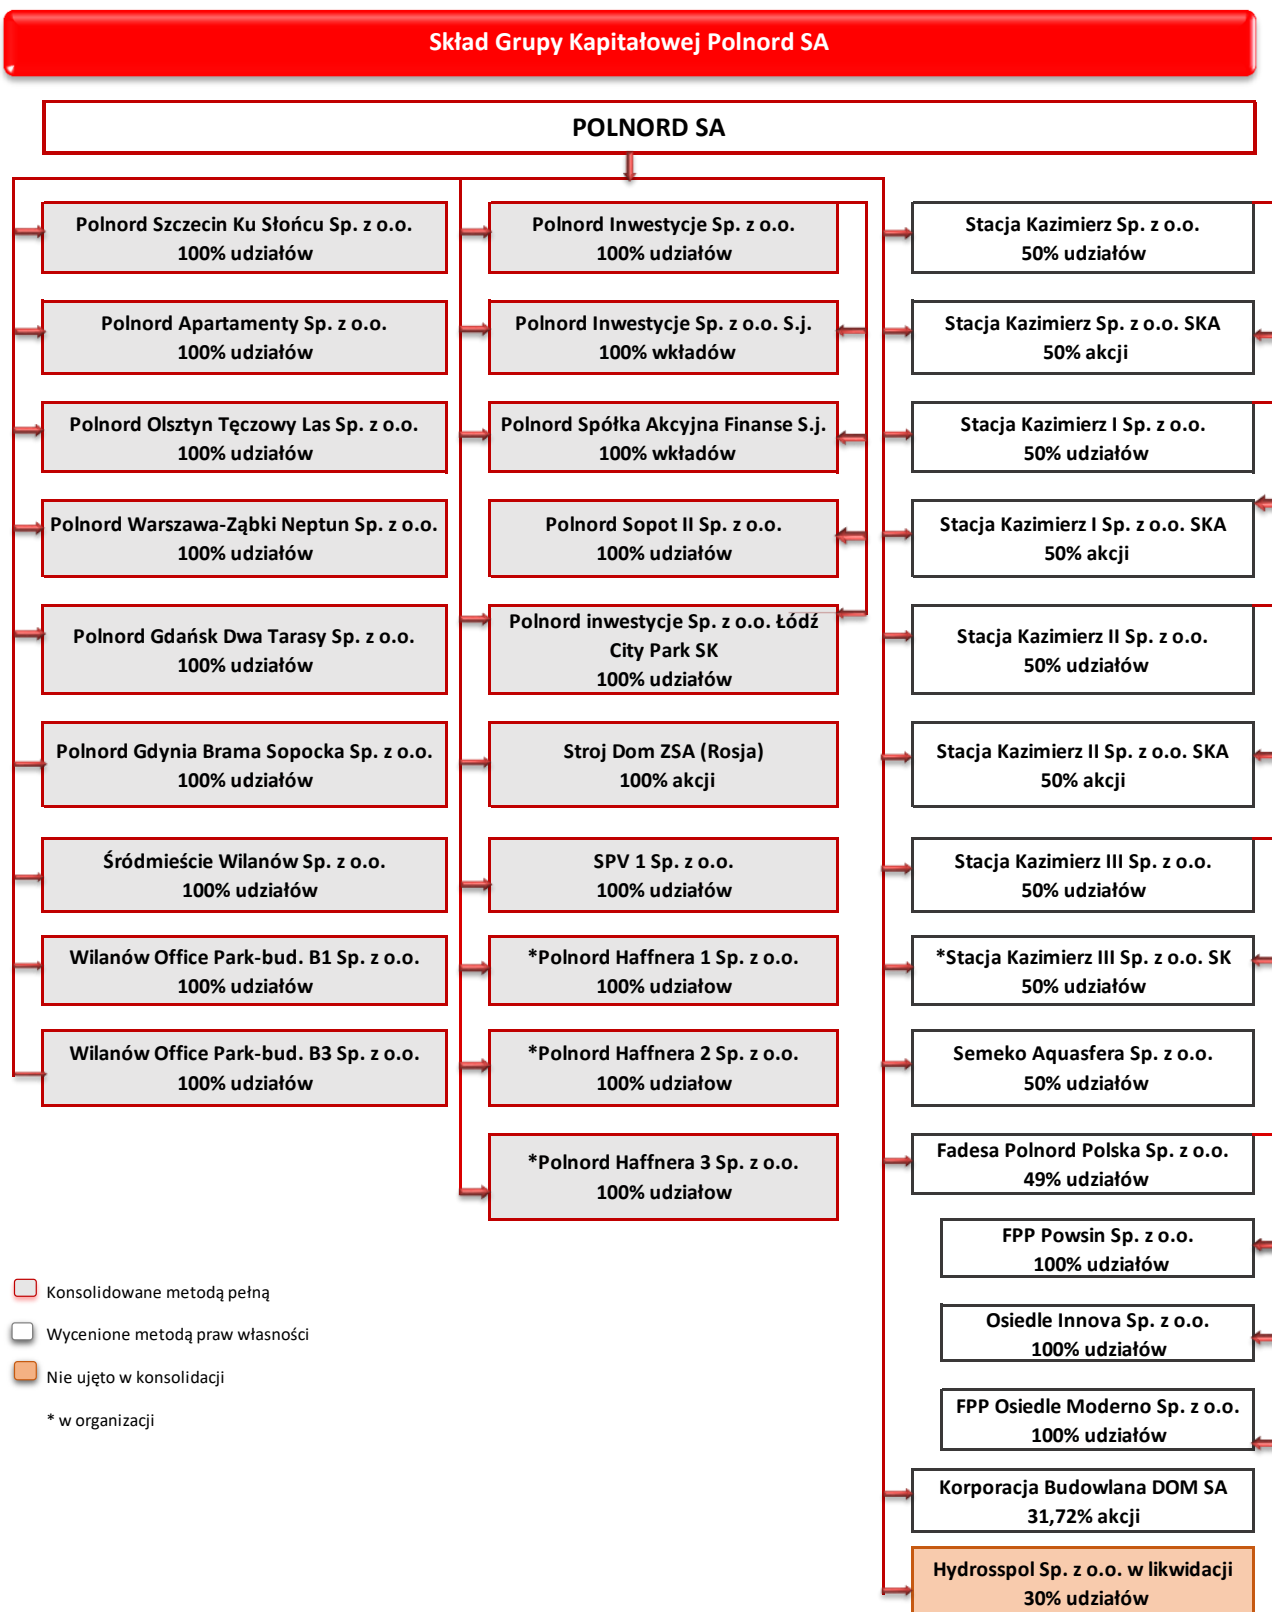 Skład Grupy Kapitałowej Polnord SA
POLNORD SA
Polnord Szczecin Ku Słońcu Sp. z o.o.
100% udziałów
Polnord Apartamenty Sp. z o.o.
100% udziałów
Polnord Olsztyn Tęczowy Las Sp. z o.o.
100% udziałów
Polnord Warszawa-Ząbki Neptun Sp. z o.o.
100% udziałów
Polnord Gdańsk Dwa Tarasy Sp. z o.o.
100% udziałów
Polnord Gdynia Brama Sopocka Sp. z o.o.
100% udziałów
Śródmieście Wilanów Sp. z o.o.
100% udziałów
Wilanów Office Park-bud. B1 Sp. z o.o.
100% udziałów
Wilanów Office Park-bud. B3 Sp. z o.o.
100% udziałów
Polnord Inwestycje Sp. z o.o.
100% udziałów
Polnord Inwestycje Sp. z o.o. S.j.
100% wkładów
Polnord Spółka Akcyjna Finanse S.j.
100% wkładów
Polnord Sopot II Sp. z o.o.
100% udziałów
Polnord inwestycje Sp. z o.o. Łódź
City Park SK
100% udziałów
Stroj Dom ZSA (Rosja)
100% akcji
SPV 1 Sp. z o.o.
100% udziałów
*Polnord Haffnera 1 Sp. z o.o.
100% udziałow
*Polnord Haffnera 2 Sp. z o.o.
100% udziałow
*Polnord Haffnera 3 Sp. z o.o.
100% udziałow
Stacja Kazimierz Sp. z o.o.
50% udziałów
Stacja Kazimierz Sp. z o.o. SKA
50% akcji
Stacja Kazimierz I Sp. z o.o.
50% udziałów
Stacja Kazimierz I Sp. z o.o. SKA
50% akcji
Stacja Kazimierz II Sp. z o.o.
50% udziałów
Stacja Kazimierz II Sp. z o.o. SKA
50% akcji
Stacja Kazimierz III Sp. z o.o.
50% udziałów
*Stacja Kazimierz III Sp. z o.o. SK
50% udziałów
Semeko Aquasfera Sp. z o.o.
50% udziałów
Fadesa Polnord Polska Sp. z o.o.
49% udziałów
FPP Powsin Sp. z o.o.
100% udziałów
Osiedle Innova Sp. z o.o.
100% udziałów
FPP Osiedle Moderno Sp. z o.o.
100% udziałów
Korporacja Budowlana DOM SA
31,72% akcji
Hydrosspol Sp. z o.o. w likwidacji
30% udziałów
Konsolidowane metodą pełną
Wycenione metodą praw własności
Nie ujęto w konsolidacji
* w organizacji